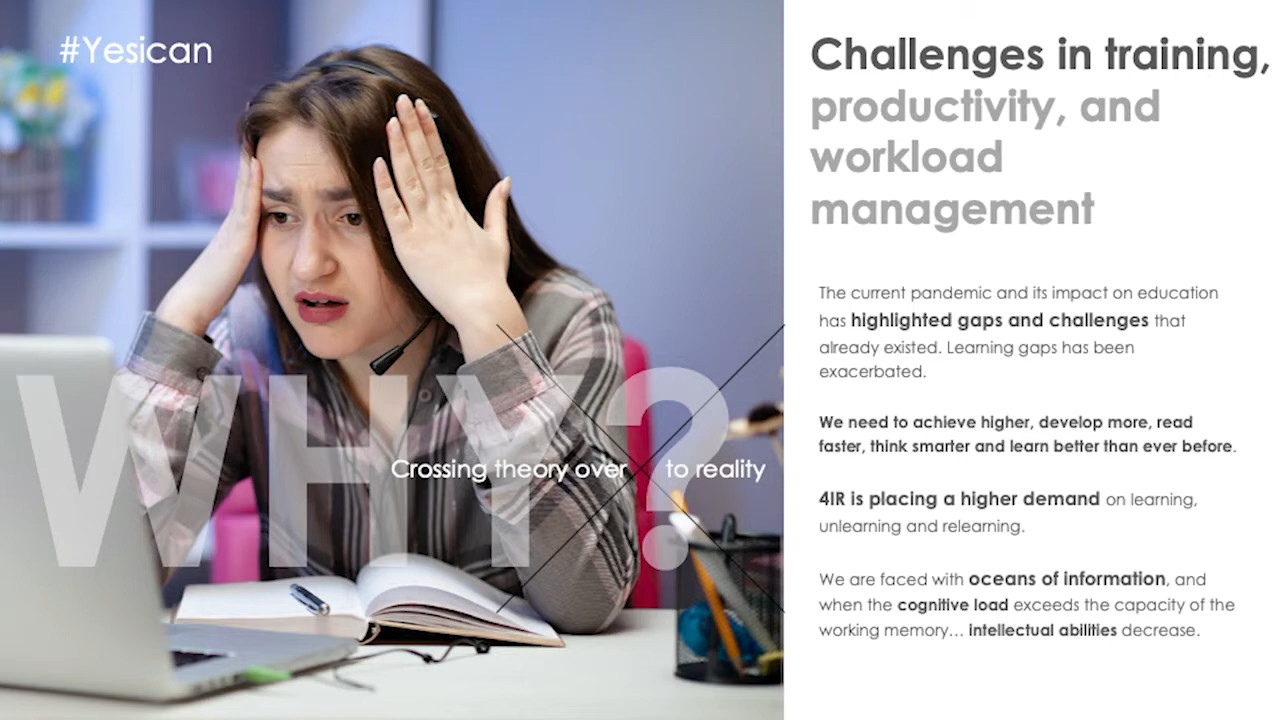 #Yesican
WHY?
Crossing theory over to reality
Challenges in training,
productivity, and
workload
management
The current pandemic and its impact on education
has highlighted gaps and challenges that
already existed. Learning gaps has been
exacerbated.
We need to achieve higher, develop more, read
faster, think smarter and learn better than ever before.
4IR is placing a higher demand on learning,
unlearning and relearning.
We are faced with oceans of information, and
when the cognitive load exceeds the capacity of the
working memory... intellectual abilities decrease.